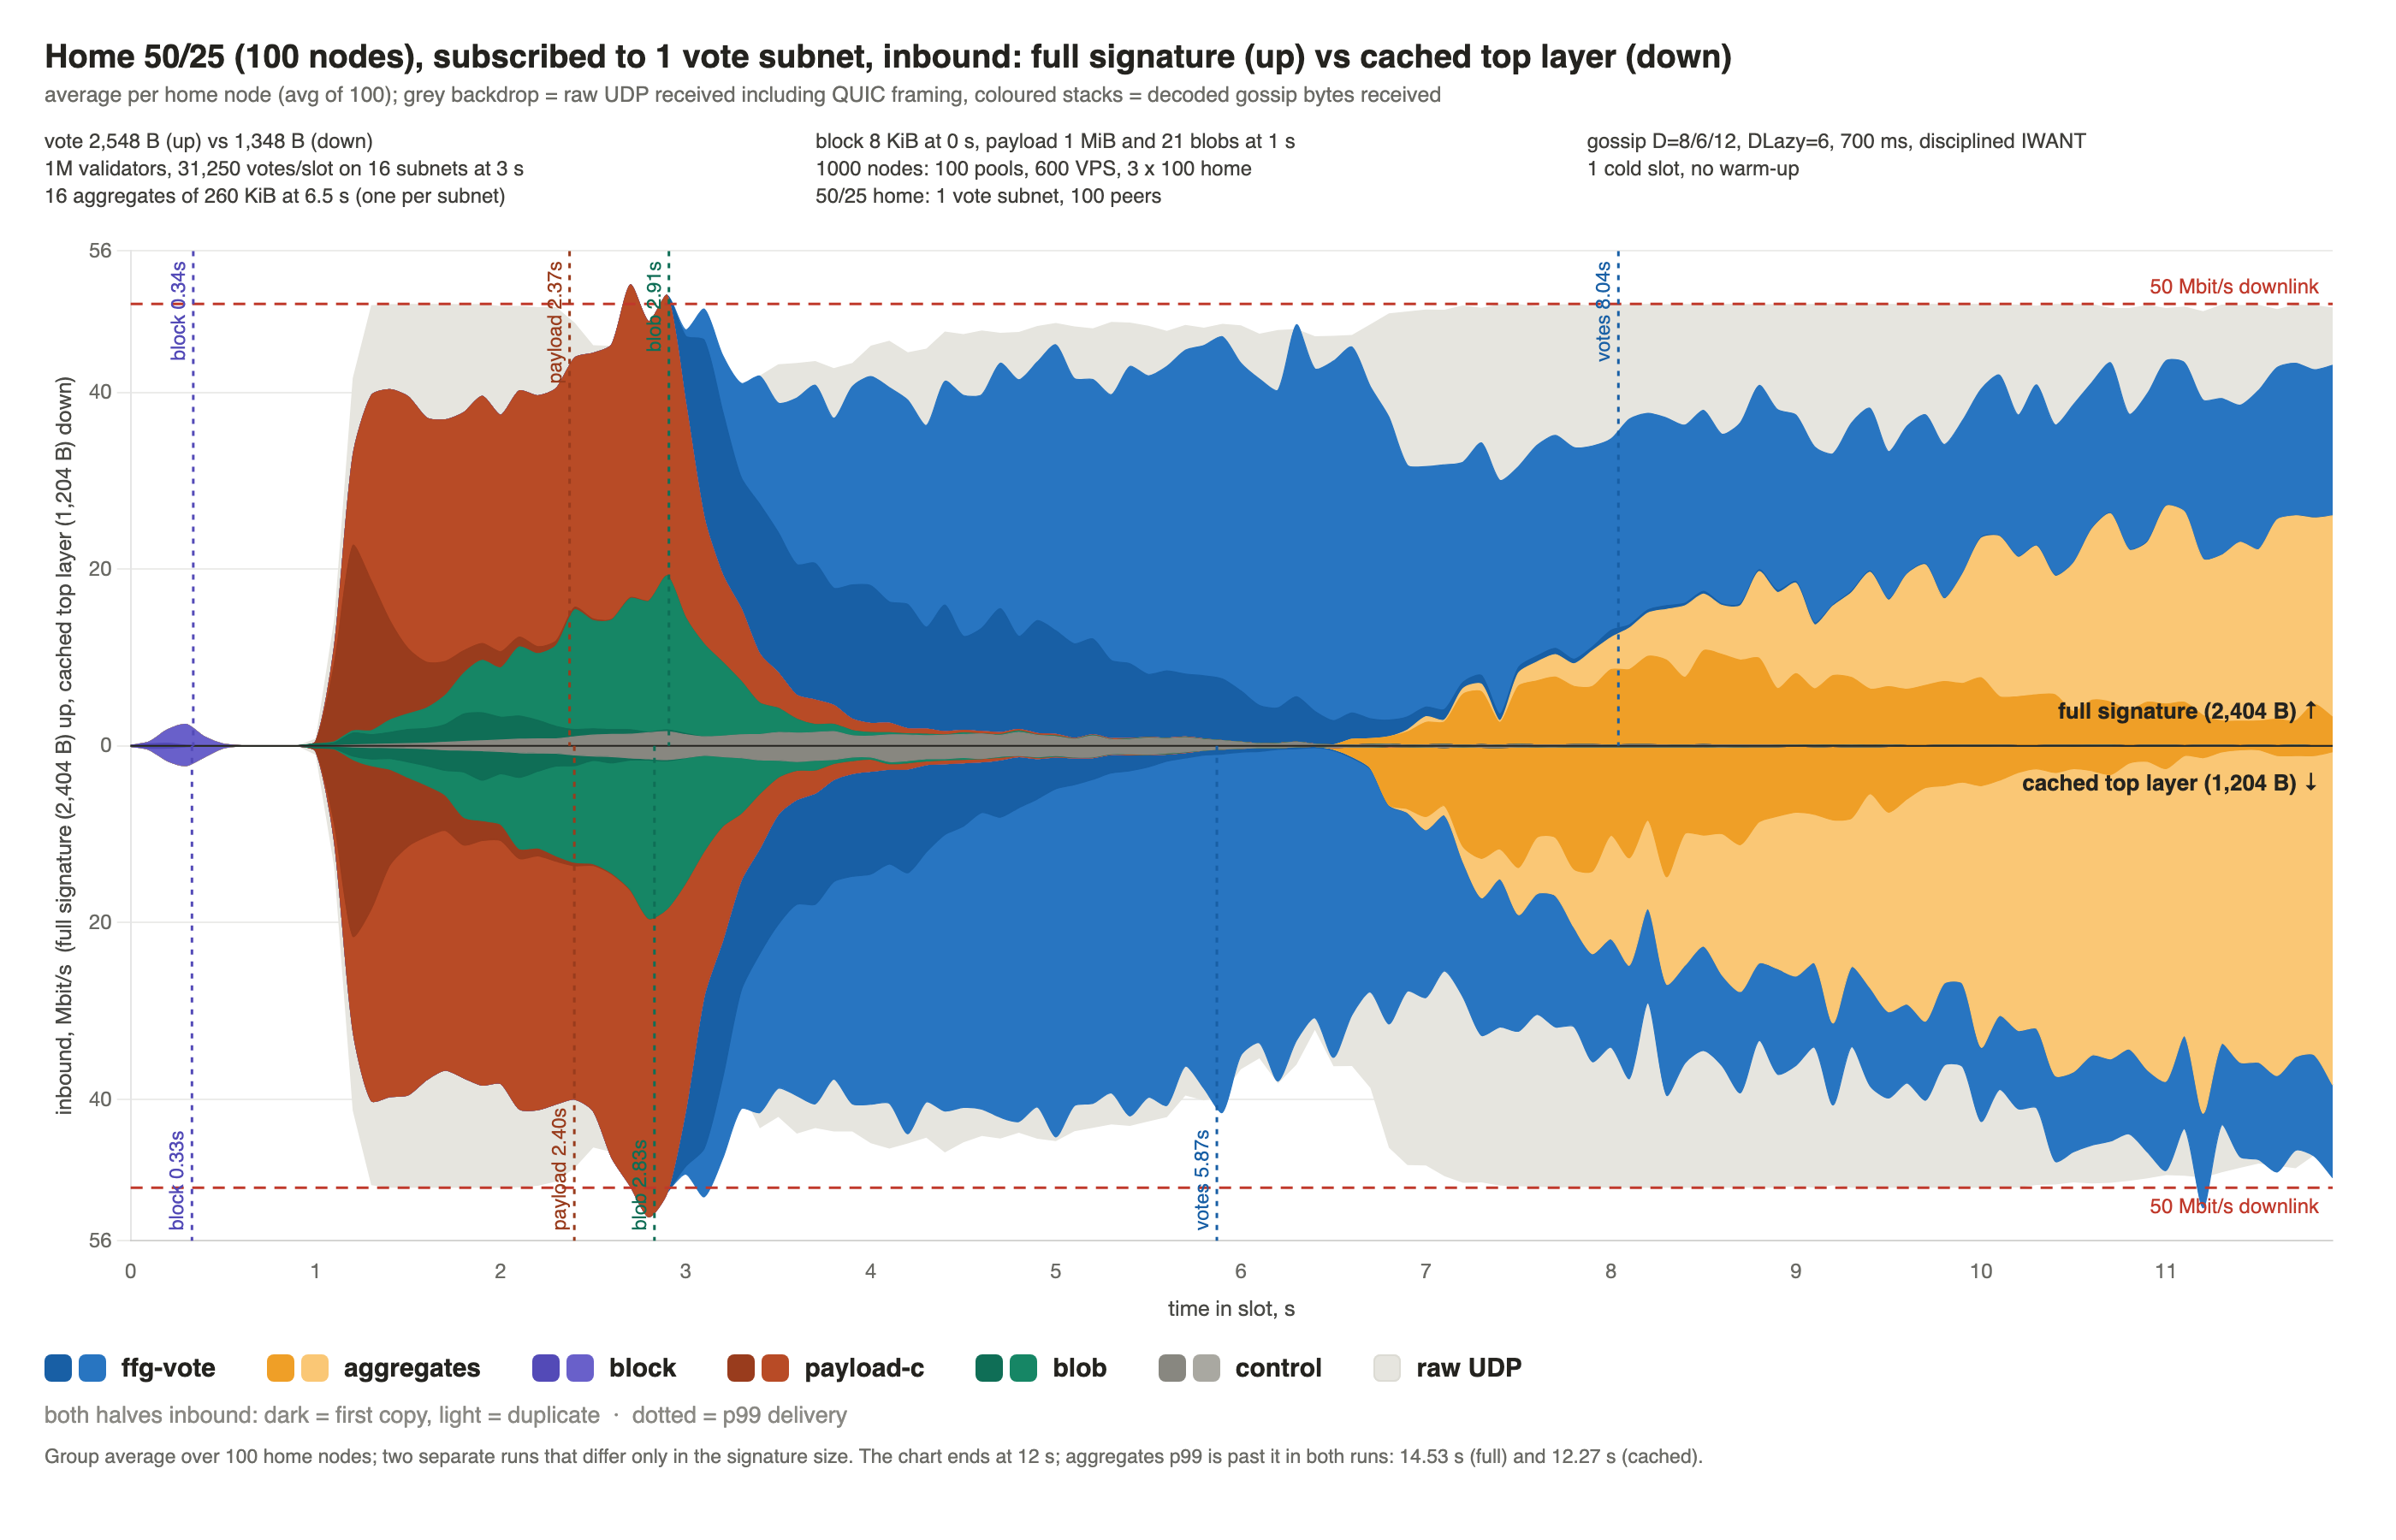 Home 50/25 (100 nodes), subscribed to 1 vote subnet, inbound: full signature (up) vs cached top layer (down)
average per home node (avg of 100); grey backdrop = raw UDP received including QUIC framing, coloured stacks = decoded gossip bytes received
vote 2,548 B (up) vs 1,348 B (down)
1M validators, 31,250 votes/slot on 16 subnets at 3 s
16 aggregates of 260 KiB at 6.5 s (one per subnet)
block 8 KiB at 0 s, payload 1 MiB and 21 blobs at 1 s
1000 nodes: 100 pools, 600 VPS, 3 x 100 home
50/25 home: 1 vote subnet, 100 peers
gossip D=8/6/12, DLazy=6, 700 ms, disciplined IWANT
1 cold slot, no warm-up
inbound, Mbit/s (full signature (2,404 B) up, cached top layer (1,204 B) down)
56
40
20
0
20
40
56
block 0.34s
payload 2.37s
blob 2.91s
votes 8.04s
50 Mbit/s downlink
full signature (2,404 B) ↑
cached top layer (1,204 B) ↓
block 0.33s
payload 2.40s
blob 2.83s
votes 5.87s
50 Mbit/s downlink
0 1 2 3 4 5 6 7 8 9 10 11
time in slot, s
ffg-vote aggregates block payload-c blob control raw UDP
both halves inbound: dark = first copy, light = duplicate · dotted = p99 delivery
Group average over 100 home nodes; two separate runs that differ only in the signature size. The chart ends at 12 s; aggregates p99 is past it in both runs: 14.53 s (full) and 12.27 s (cached).